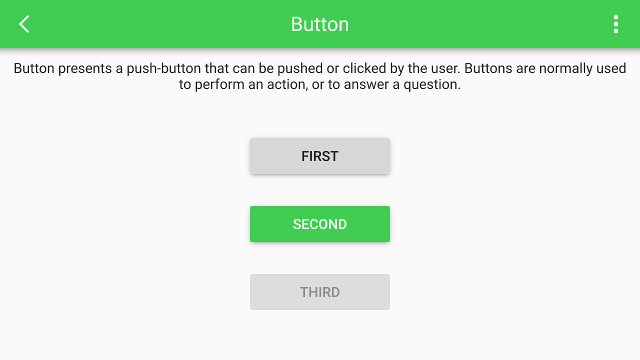 Button
Button presents a push-button that can be pushed or clicked by the user. Buttons are normally used
to perform an action, or to answer a question.
FIRST
SECOND
THIRD